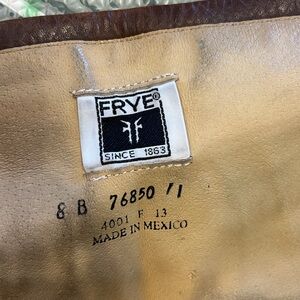 FRYE®
SINCE 1863
8 B 76850 '1
4001 F 13
MADE IN MEXICO